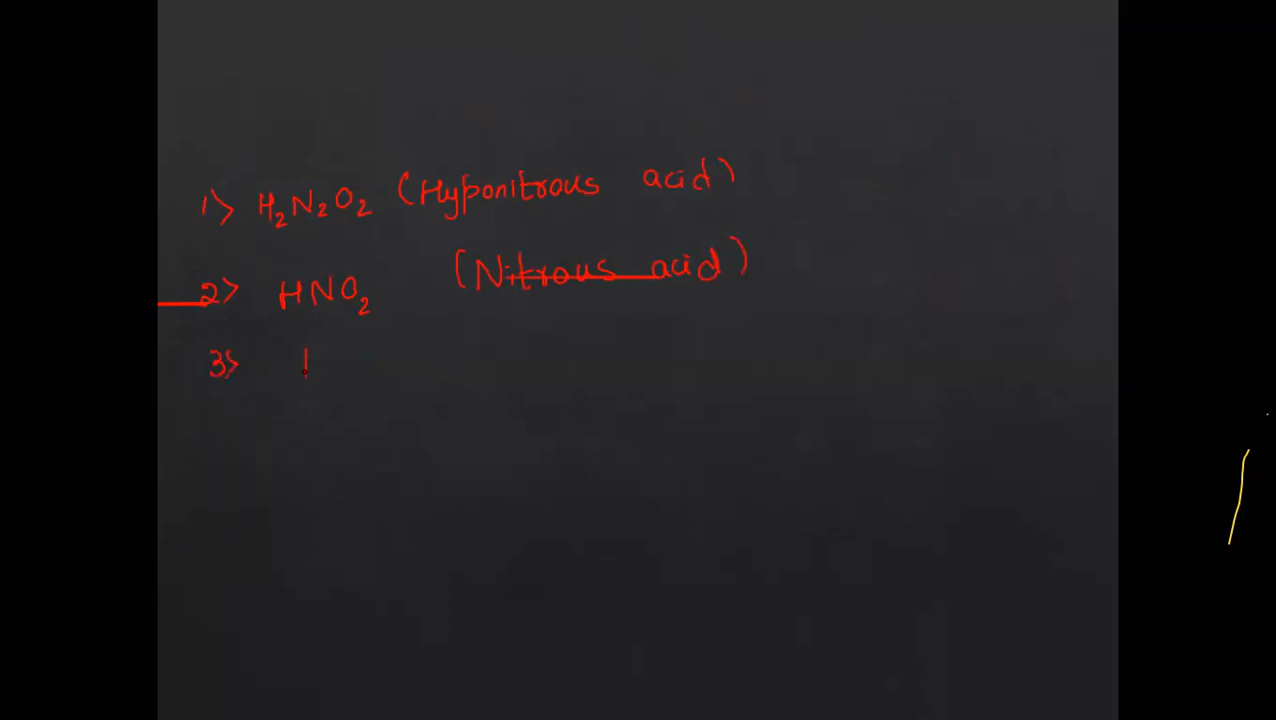 1> H₂N₂O₂ (Hyponitrous acid)
2> HNO₂ (Nitrous acid)
3>